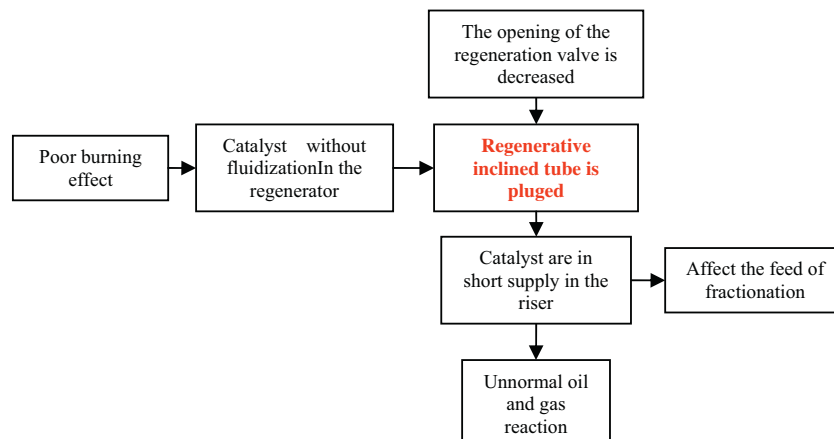 The opening of the
regeneration valve is
decreased
Poor burning
effect
Catalyst without
fluidizationIn the
regenerator
Regenerative
inclined tube is
pluged
Catalyst are in
short supply in the
riser
Affect the feed of
fractionation
Unnormal oil
and gas
reaction